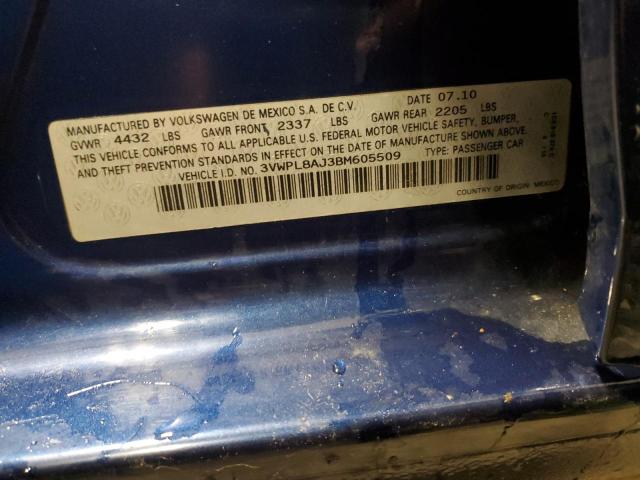 MANUFACTURED BY VOLKSWAGEN DE MEXICO S.A. DE C.V. DATE 07.10
GVWR 4432 LBS GAWR FRONT 2337 LBS GAWR REAR 2205 LBS
THIS VEHICLE CONFORMS TO ALL APPLICABLE U.S. FEDERAL MOTOR VEHICLE SAFETY, BUMPER,
AND THEFT PREVENTION STANDARDS IN EFFECT ON THE DATE OF MANUFACTURE SHOWN ABOVE.
VEHICLE I.D. NO. 3VWPL8AJ3BM605509 TYPE: PASSENGER CAR
COUNTRY OF ORIGIN: MEXICO